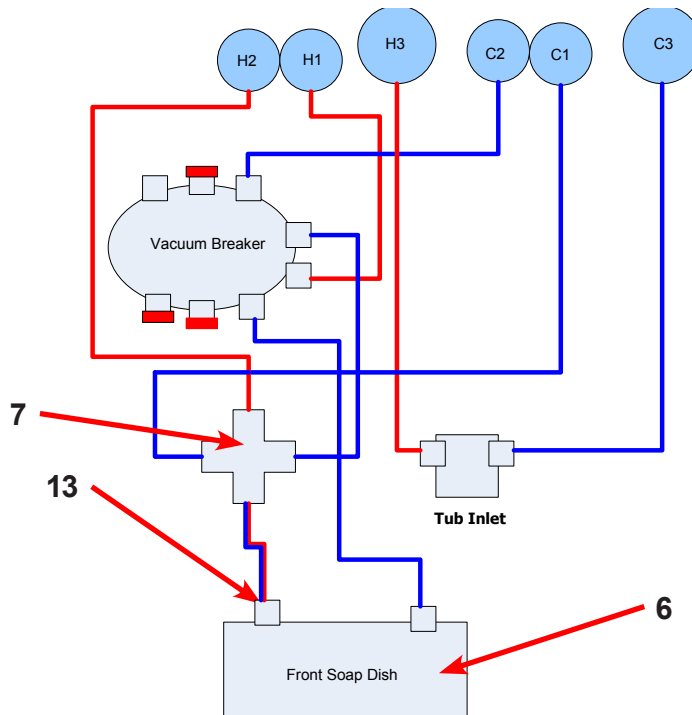 H2
H1
H3
C2
C1
C3
Vacuum Breaker
7
13
Tub Inlet
6
Front Soap Dish